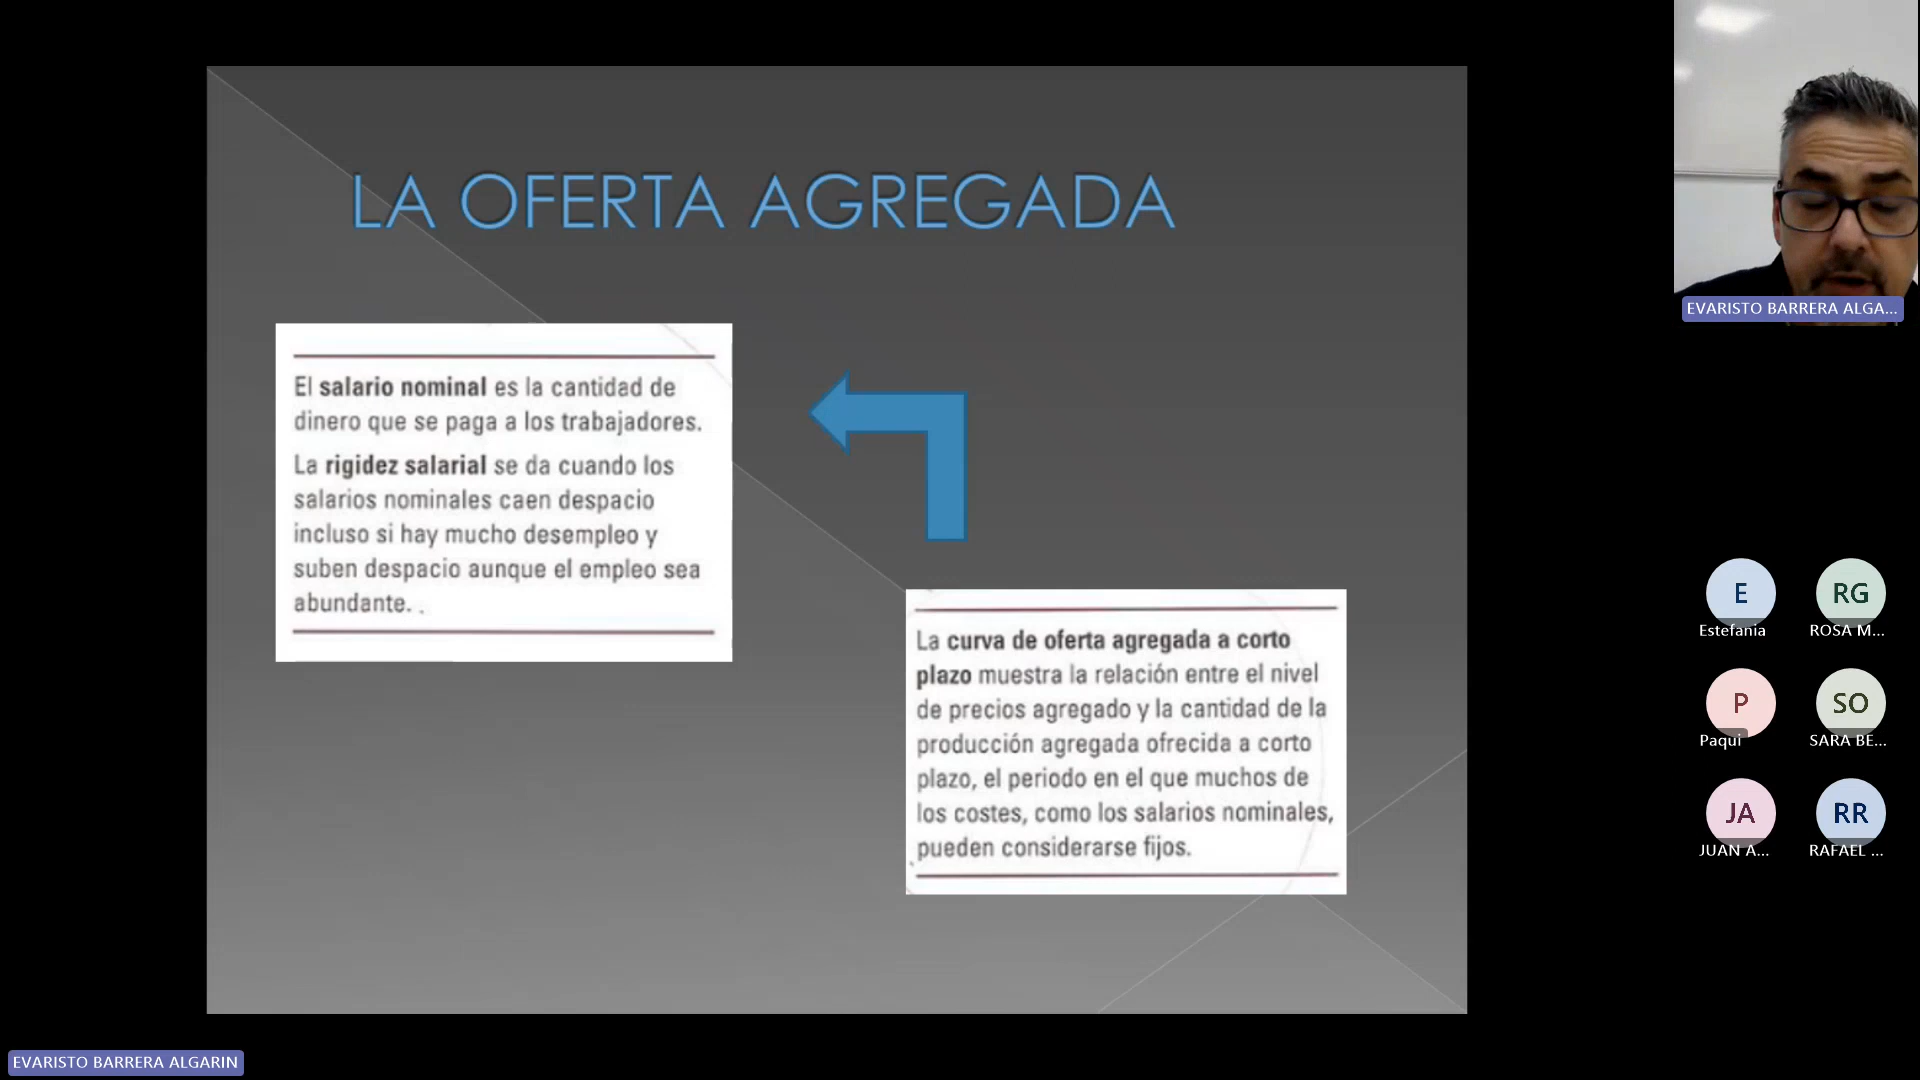 LA OFERTA AGREGADA
El salario nominal es la cantidad de
dinero que se paga a los trabajadores.
La rigidez salarial se da cuando los
salarios nominales caen despacio
incluso si hay mucho desempleo y
suben despacio aunque el empleo sea
abundante. .
La curva de oferta agregada a corto
plazo muestra la relación entre el nivel
de precios agregado y la cantidad de la
producción agregada ofrecida a corto
plazo, el periodo en el que muchos de
los costes, como los salarios nominales,
pueden considerarse fijos.
EVARISTO BARRERA ALGA...
E
Estefania
RG
ROSA M...
P
Paqui
SO
SARA BE...
JA
JUAN A...
RR
RAFAEL ...
EVARISTO BARRERA ALGARIN